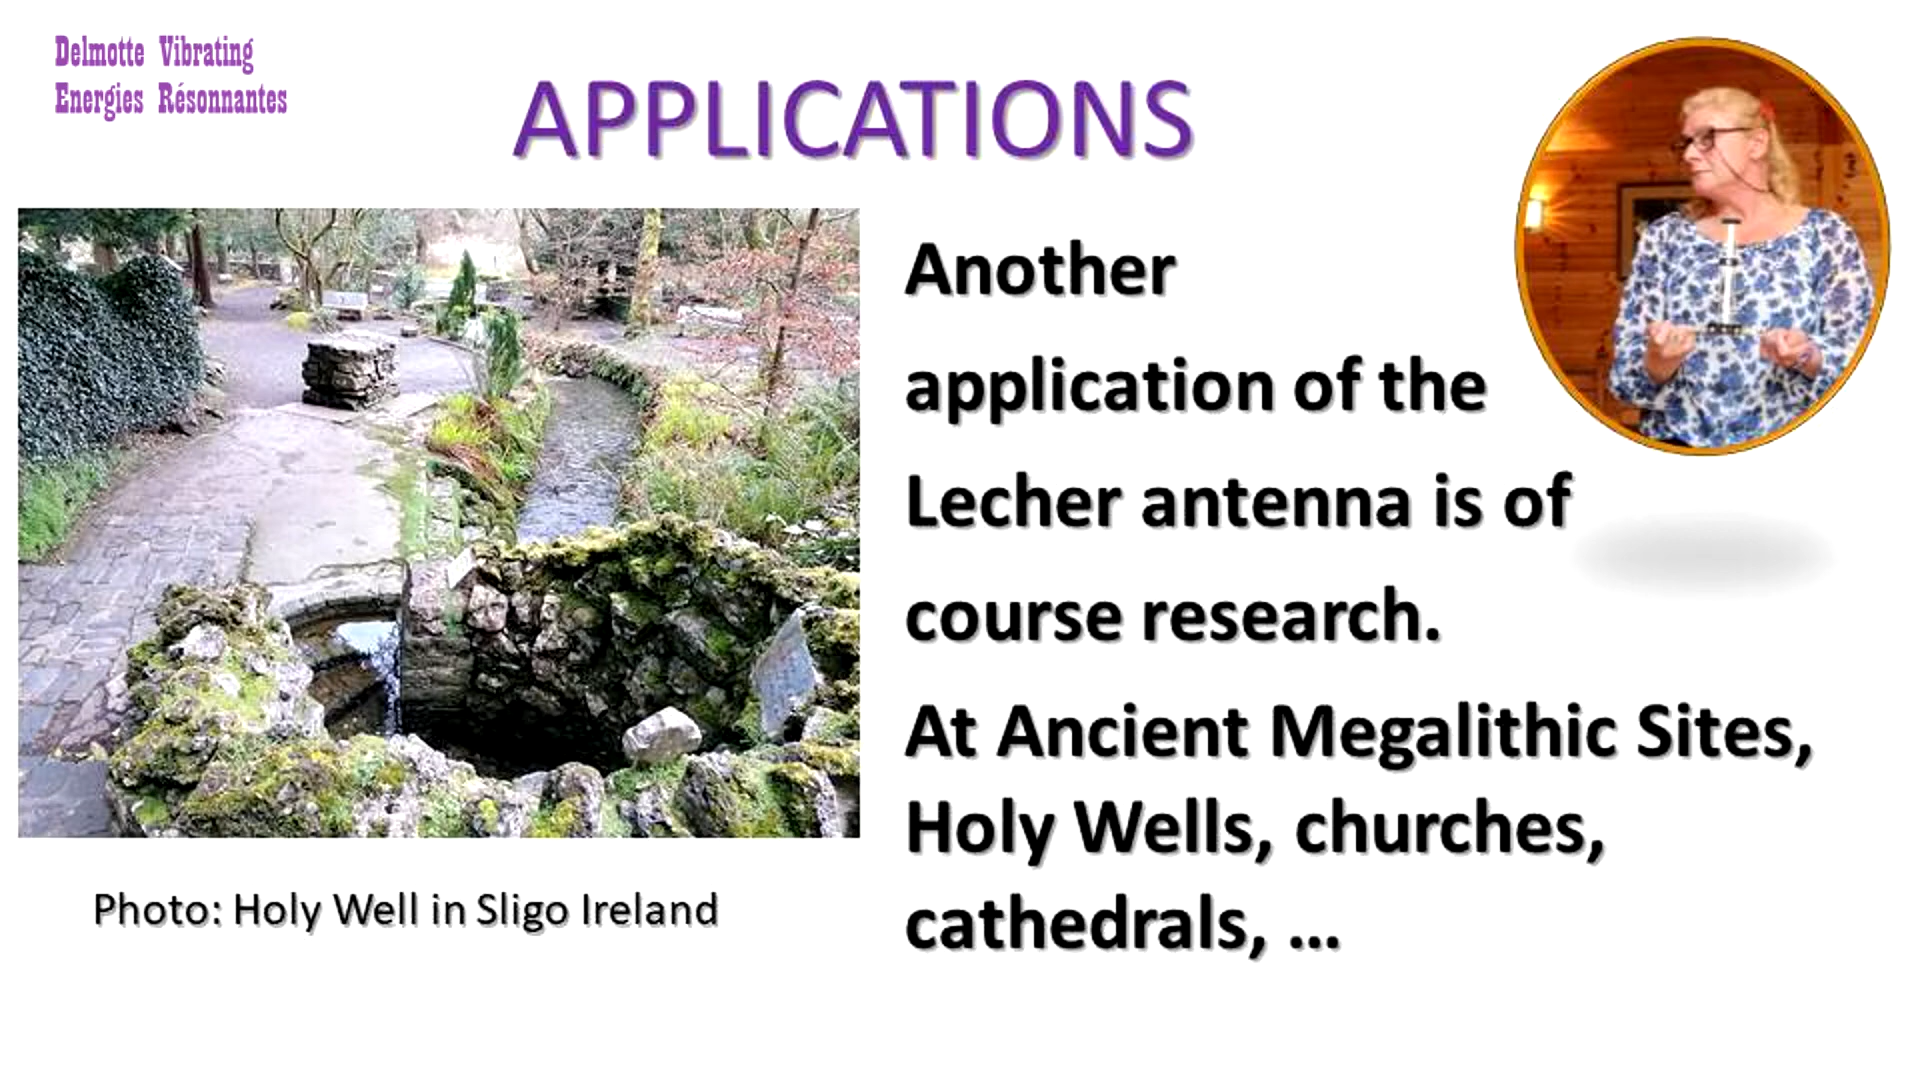 Delmotte Vibrating
Energies Résonnantes
APPLICATIONS
Another
application of the
Lecher antenna is of
course research.
At Ancient Megalithic Sites,
Holy Wells, churches,
cathedrals, ...
Photo: Holy Well in Sligo Ireland